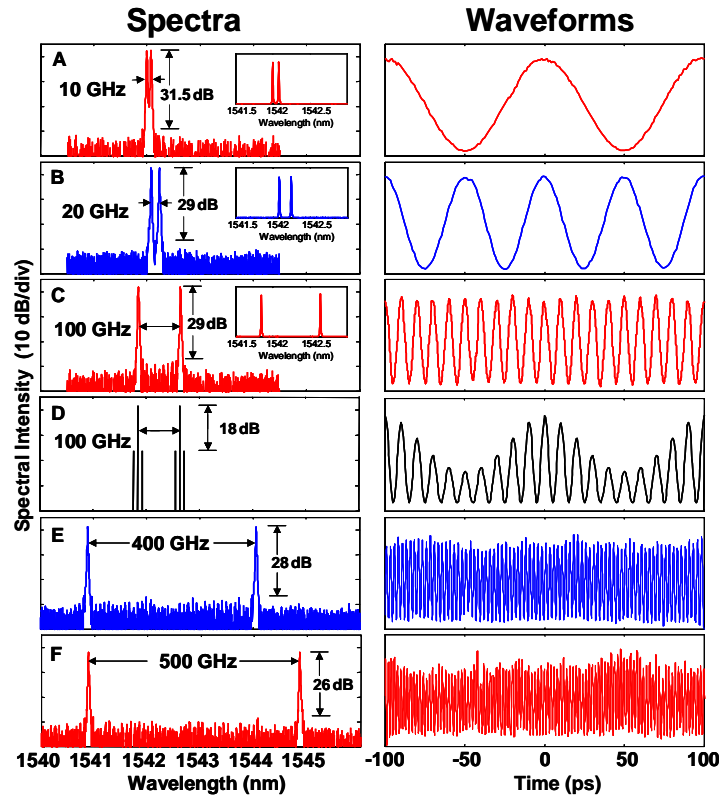 Spectra
Waveforms
Spectral Intensity (10 dB/div)
A
10 GHz
31.5 dB
1541.5 1542 1542.5
Wavelength (nm)
B
20 GHz
29 dB
1541.5 1542 1542.5
Wavelength (nm)
C
100 GHz
29 dB
1541.5 1542 1542.5
Wavelength (nm)
D
100 GHz
18 dB
E
400 GHz
28 dB
F
500 GHz
26 dB
1540 1541 1542 1543 1544 1545
Wavelength (nm)
-100 -50 0 50 100
Time (ps)